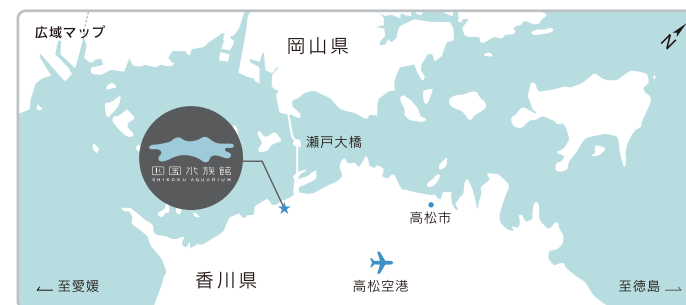 広域マップ
岡山県
N
瀬戸大橋
四国水族館
SHIKOKU AQUARIUM
高松市
香川県
高松空港
至愛媛
至徳島